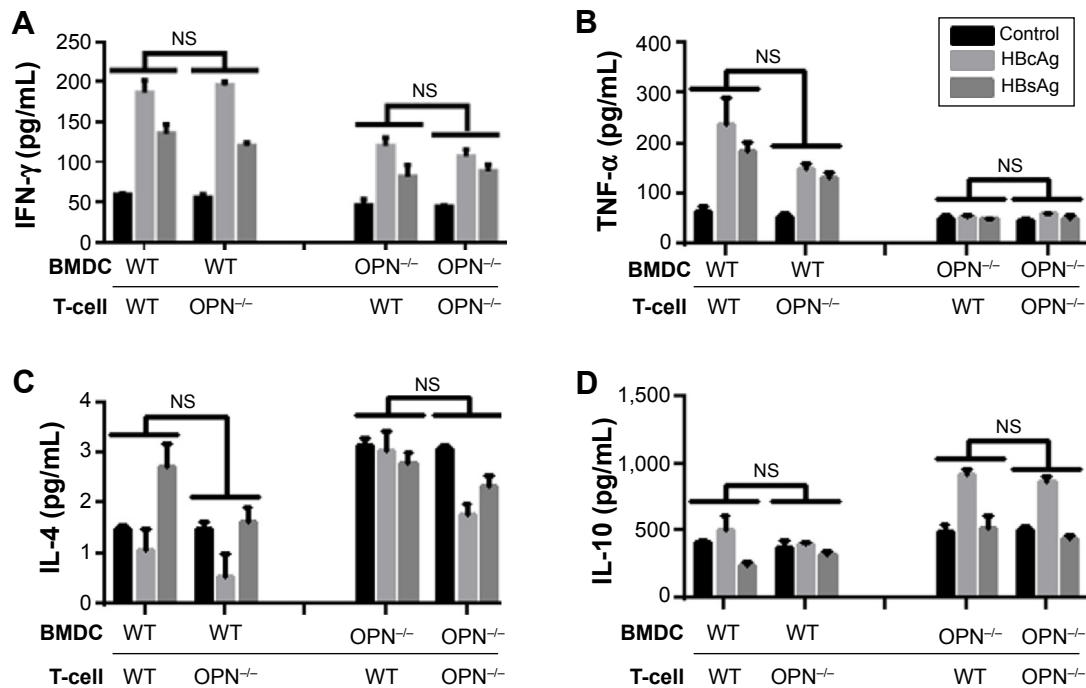 A
IFN-γ (pg/mL)
250
200
150
100
50
0
NS
NS
BMDC WT WT OPN–/– OPN–/–
T-cell WT OPN–/– WT OPN–/–
B
TNF-α (pg/mL)
400
300
200
100
0
NS
NS
Control
HBcAg
HBsAg
BMDC WT WT OPN–/– OPN–/–
T-cell WT OPN–/– WT OPN–/–
C
IL-4 (pg/mL)
4
3
2
1
0
NS
NS
BMDC WT WT OPN–/– OPN–/–
T-cell WT OPN–/– WT OPN–/–
D
IL-10 (pg/mL)
1,500
1,000
500
0
NS
NS
BMDC WT WT OPN–/– OPN–/–
T-cell WT OPN–/– WT OPN–/–